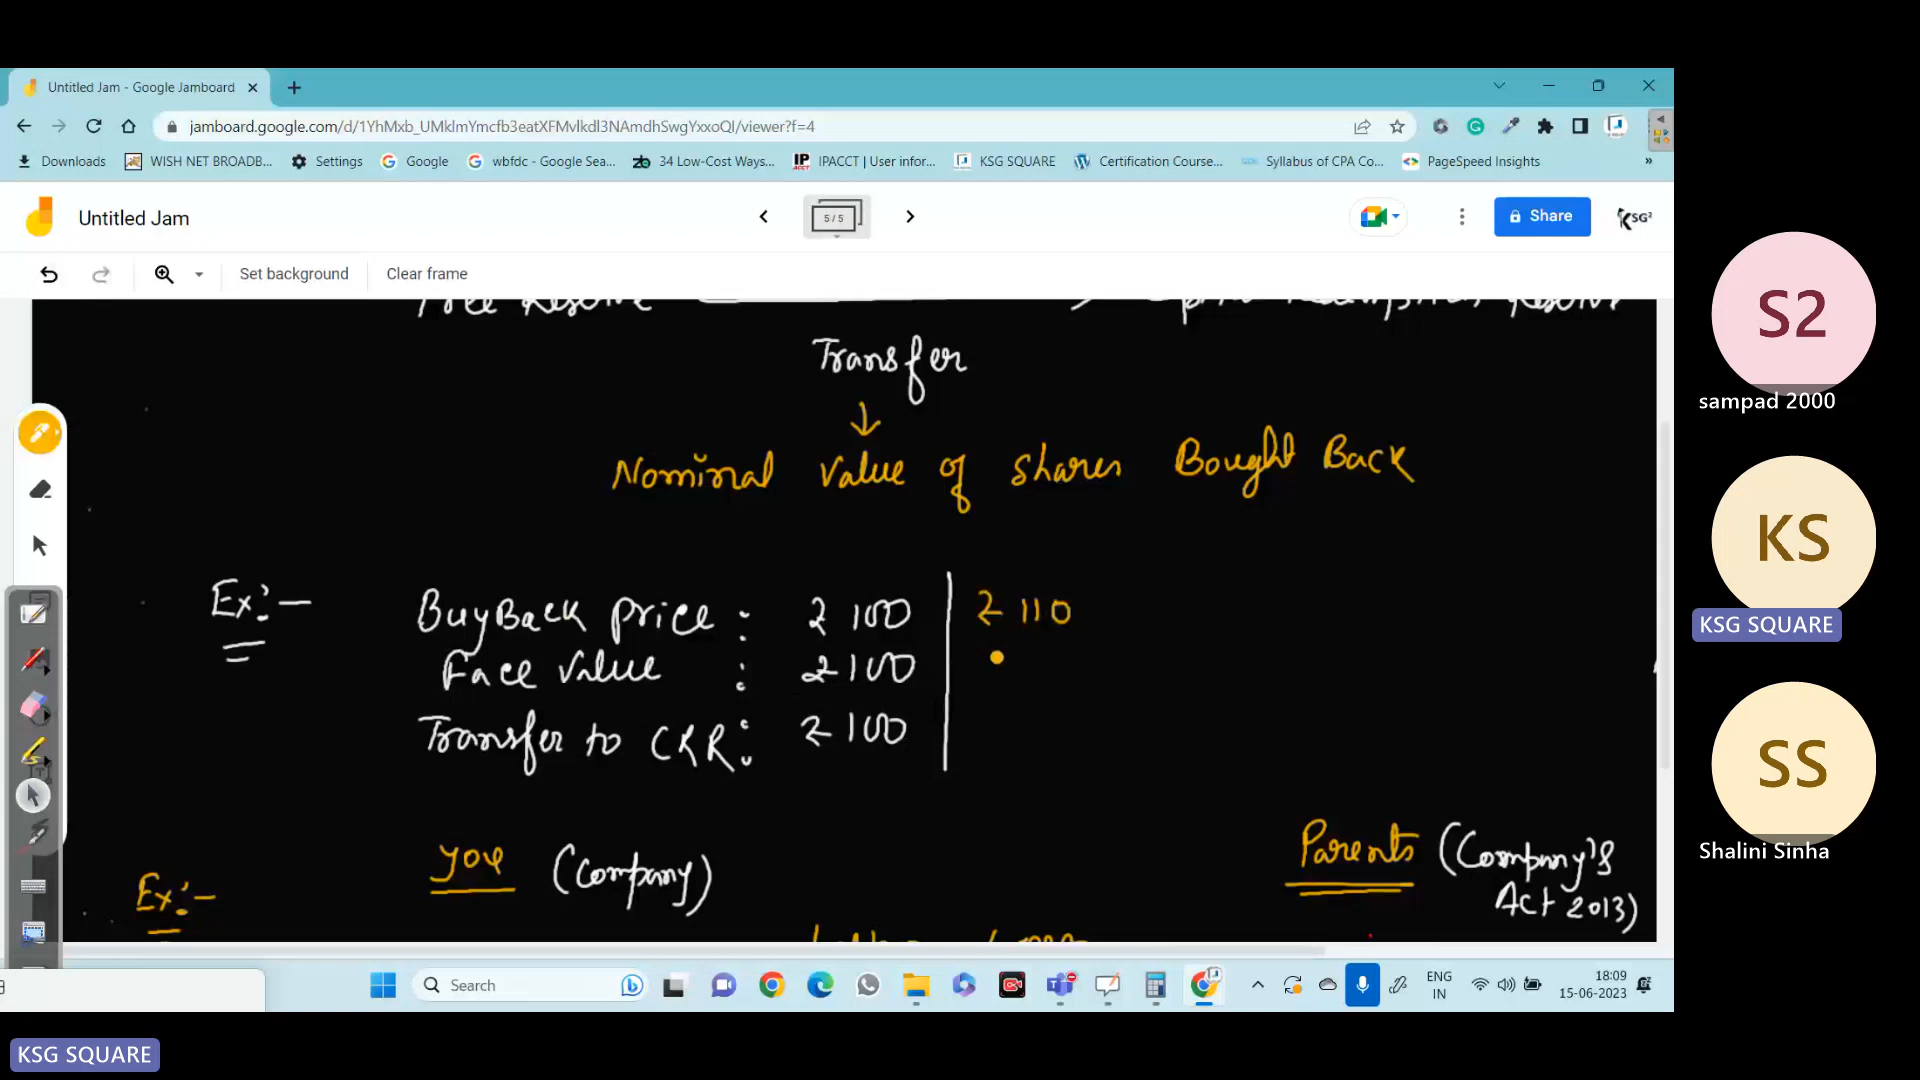 Untitled Jam - Google Jamboard
jamboard.google.com/d/1YhMxb_UMklmYmcfb3eatXFMvlkdl3NAmdhSwgYxxoQI/viewer?f=4
Downloads WISH NET BROADB... Settings Google wbfdc - Google Sea... 34 Low-Cost Ways... IPACCT | User infor... KSG SQUARE Certification Course... Syllabus of CPA Co... PageSpeed Insights »
Untitled Jam
5 / 5
Share
KSG²
Set background Clear frame
Free Reserve
Transfer
Nominal Value of Shares Bought Back
Ex:- BuyBack price : ₹ 100 ₹ 110
Face Value : ₹ 100
Transfer to CRR: ₹ 100
You (Company) Parents (Company's
Act 2013)
Ex:-
S2
sampad 2000
KS
KSG SQUARE
SS
Shalini Sinha
Search
ENG
IN
18:09
15-06-2023
KSG SQUARE